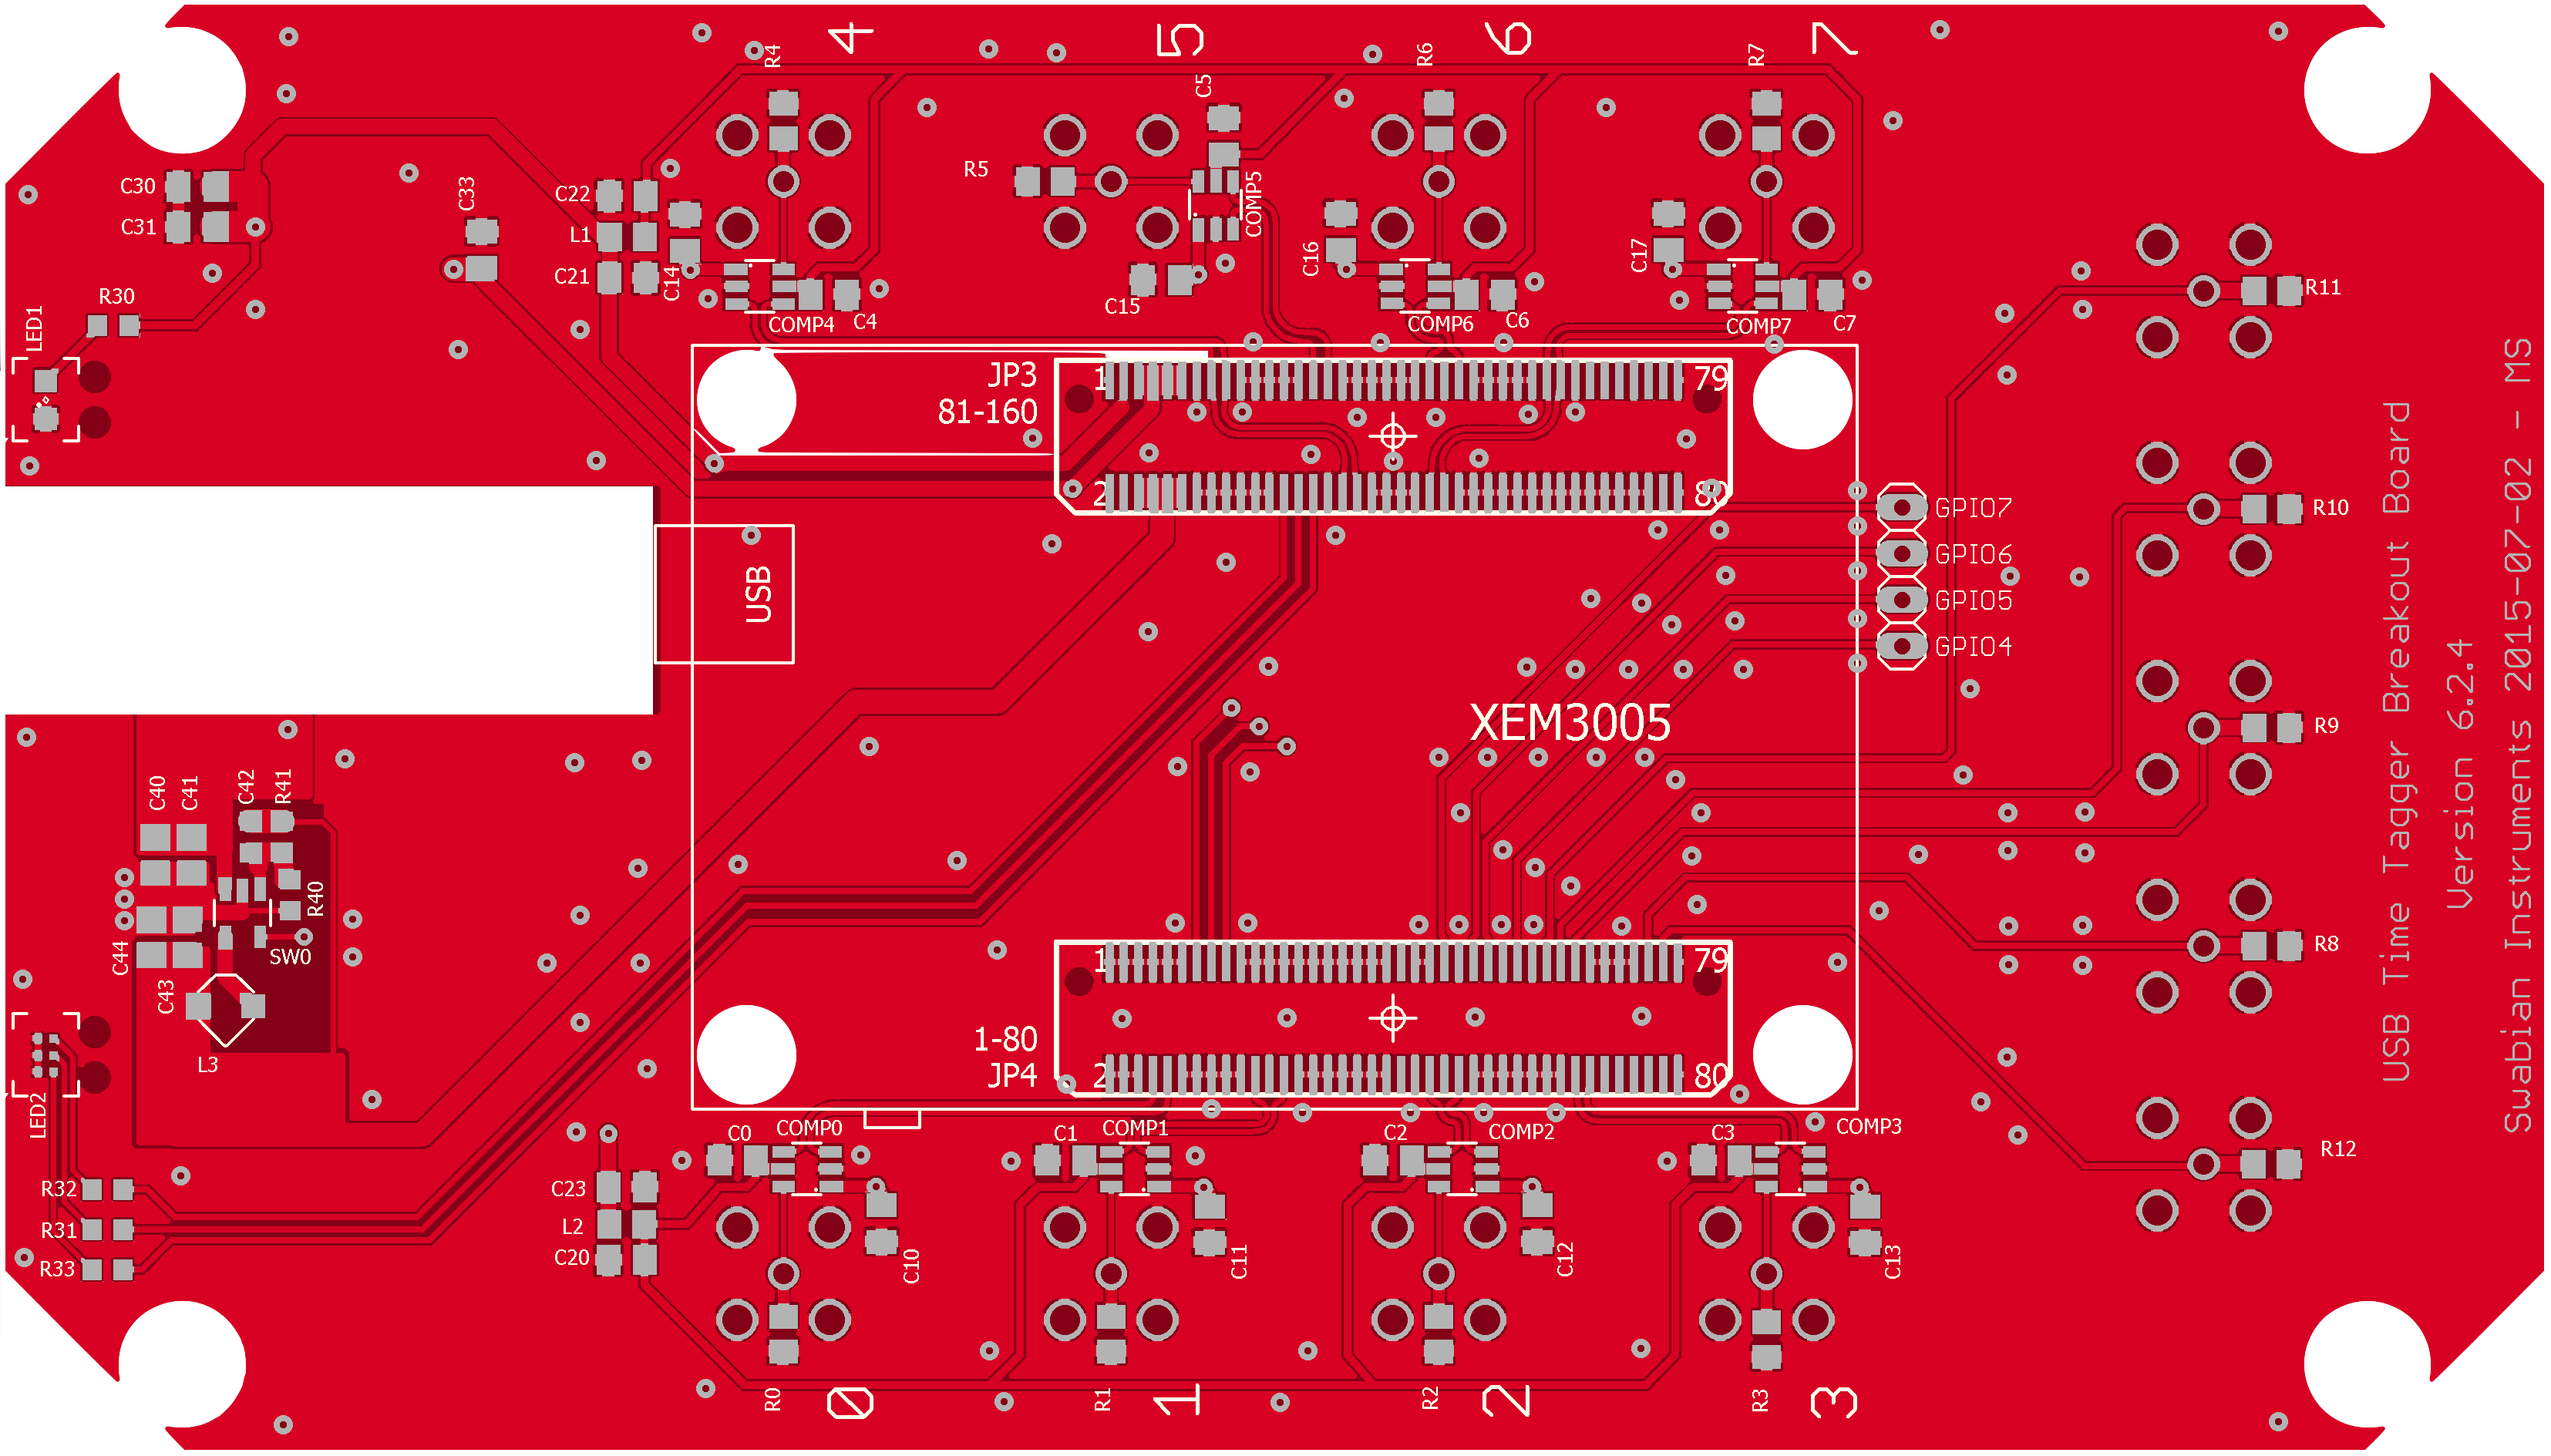 4
5
6
7
R4
R6
R7
C5
R5
C30
C31
C33
C22
L1
C21
C14
COMP5
C16
C17
C15
COMP4
C4
COMP6
C6
COMP7
C7
R30
LED1
JP3
81-160
1
79
2
80
USB
GPIO7
GPIO6
GPIO5
GPIO4
R11
R10
R9
R8
R12
XEM3005
C40
C41
C42
R41
R40
C44
SW0
C43
L3
LED2
1
79
1-80
JP4
2
80
R32
R31
R33
C23
L2
C20
C0
COMP0
C1
COMP1
C2
COMP2
C3
COMP3
C10
C11
C12
C13
R0
R1
R2
R3
0
1
2
3
USB Time Tagger Breakout Board
Version 6.2.4
Swabian Instruments 2015-07-02 - MS